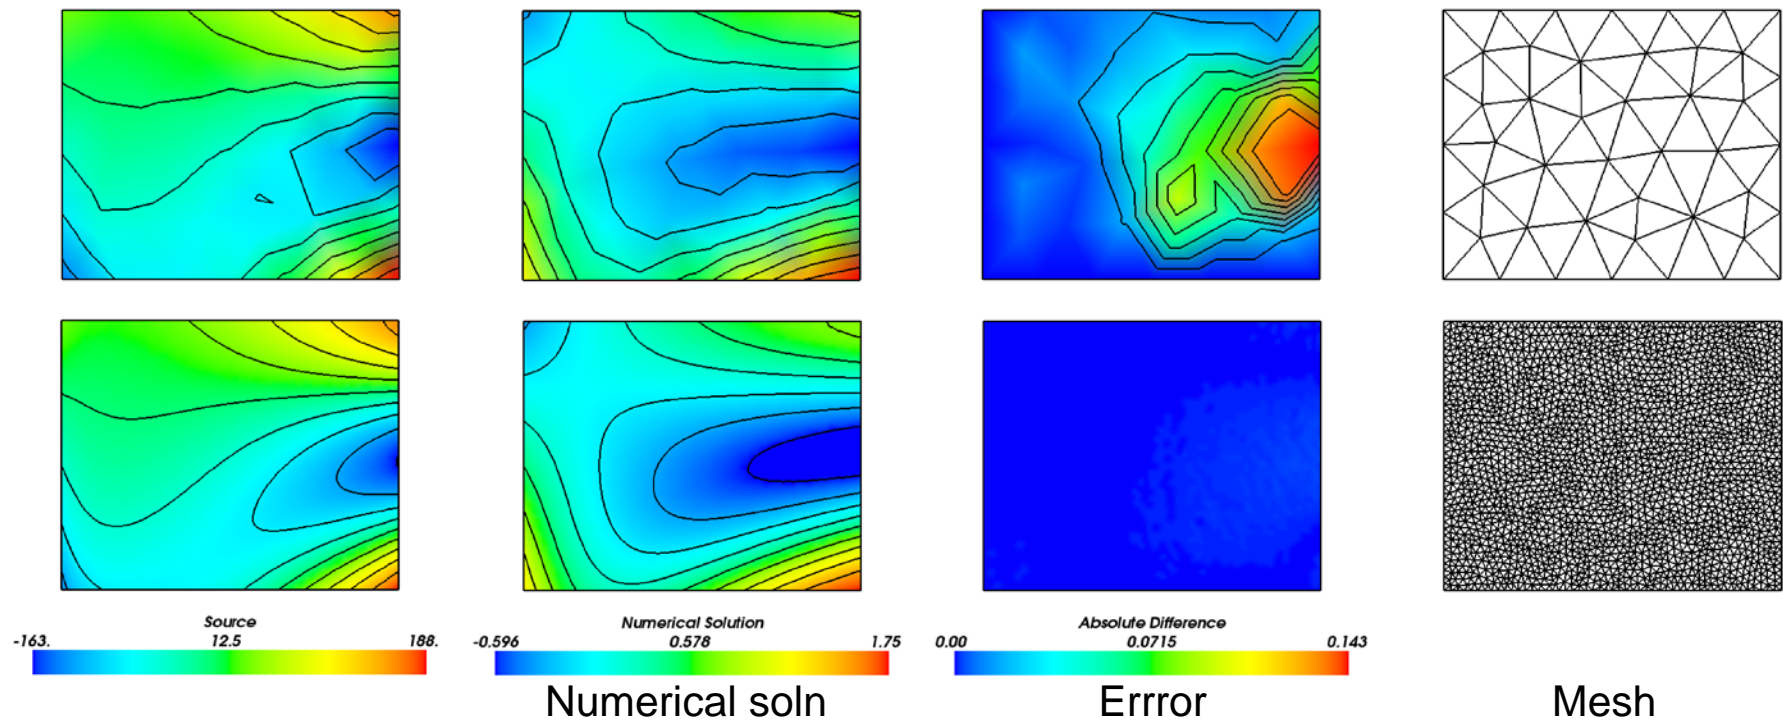 Source
-163. 12.5 188.
Numerical Solution
-0.596 0.578 1.75
Absolute Difference
0.00 0.0715 0.143
Numerical soln
Errror
Mesh